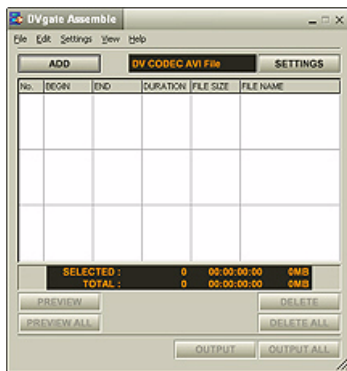 DVgate Assemble
File Edit Settings View Help
ADD DV CODEC AVI File SETTINGS
No. BEGIN END DURATION FILE SIZE FILE NAME
SELECTED : 0 00:00:00:00 0MB
TOTAL : 0 00:00:00:00 0MB
PREVIEW DELETE
PREVIEW ALL DELETE ALL
OUTPUT OUTPUT ALL